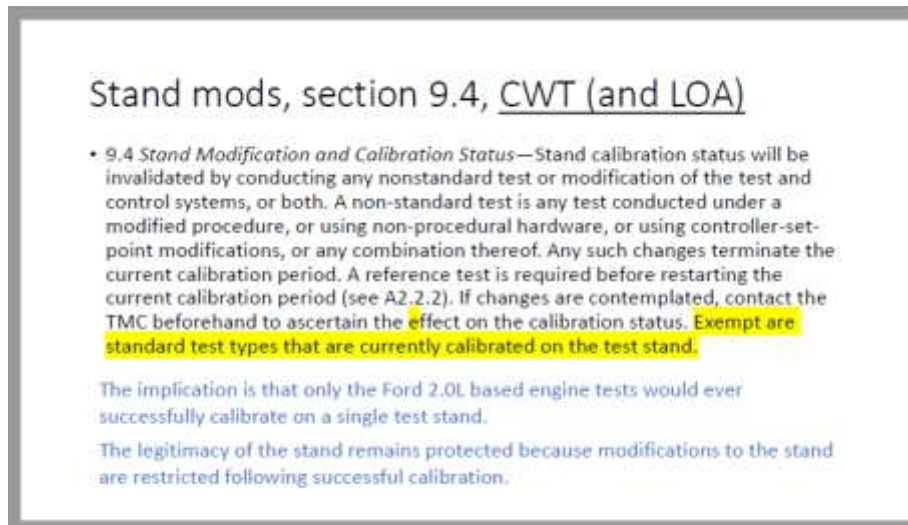 Stand mods, section 9.4, CWT (and LOA)
• 9.4 Stand Modification and Calibration Status—Stand calibration status will be
invalidated by conducting any nonstandard test or modification of the test and
control systems, or both. A non-standard test is any test conducted under a
modified procedure, or using non-procedural hardware, or using controller-set-
point modifications, or any combination thereof. Any such changes terminate the
current calibration period. A reference test is required before restarting the
current calibration period (see A2.2.2). If changes are contemplated, contact the
TMC beforehand to ascertain the effect on the calibration status. Exempt are
standard test types that are currently calibrated on the test stand.
The implication is that only the Ford 2.0L based engine tests would ever
successfully calibrate on a single test stand.
The legitimacy of the stand remains protected because modifications to the stand
are restricted following successful calibration.